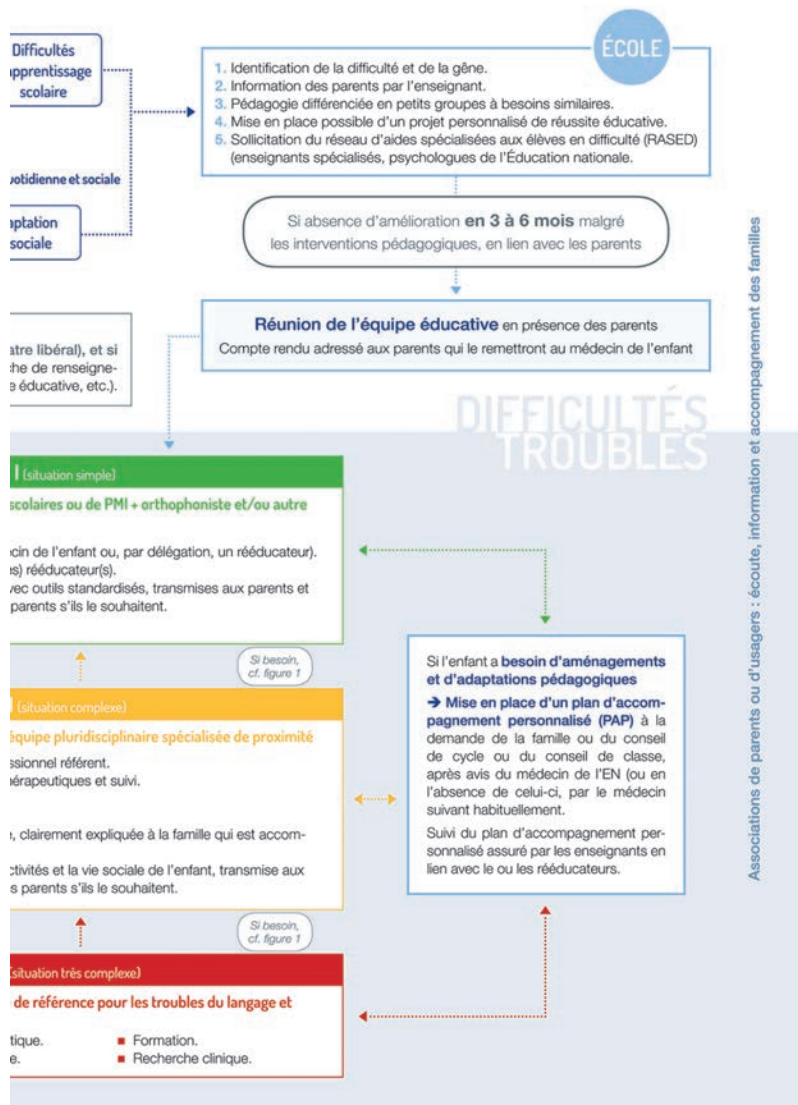 Difficultés
apprentissage
scolaire
quotidienne et sociale
aptation
sociale
ÉCOLE
1. Identification de la difficulté et de la gêne.
2. Information des parents par l'enseignant.
3. Pédagogie différenciée en petits groupes à besoins similaires.
4. Mise en place possible d'un projet personnalisé de réussite éducative.
5. Sollicitation du réseau d'aides spécialisées aux élèves en difficulté (RASED)
(enseignants spécialisés, psychologues de l'Éducation nationale.
Si absence d'amélioration en 3 à 6 mois malgré
les interventions pédagogiques, en lien avec les parents
Réunion de l'équipe éducative en présence des parents
Compte rendu adressé aux parents qui le remettront au médecin de l'enfant
atre libéral), et si
che de renseigne-
e éducative, etc.).
DIFFICULTÉS
TROUBLES
1 (situation simple)
scolaires ou de PMI + orthophoniste et/ou autre
ecin de l'enfant ou, par délégation, un rééducateur).
ns) rééducateur(s).
vec outils standardisés, transmises aux parents et
parents s'ils le souhaitent.
Si besoin,
cf. figure 1
(situation complexe)
équipe pluridisciplinaire spécialisée de proximité
ssionnel référent.
hérapeutiques et suivi.
e, clairement expliquée à la famille qui est accom-
ctivités et la vie sociale de l'enfant, transmise aux
s parents s'ils le souhaitent.
Si besoin,
cf. figure 1
(situation très complexe)
de référence pour les troubles du langage et
tique.
e.
■ Formation.
■ Recherche clinique.
Si l'enfant a besoin d'aménagements
et d'adaptations pédagogiques
➔ Mise en place d'un plan d'accom-
pagnement personnalisé (PAP) à la
demande de la famille ou du conseil
de cycle ou du conseil de classe,
après avis du médecin de l'EN (ou en
l'absence de celui-ci, par le médecin
suivant habituellement.
Suivi du plan d'accompagnement per-
sonnalisé assuré par les enseignants en
lien avec le ou les rééducateurs.
Associations de parents ou d'usagers : écoute, information et accompagnement des familles